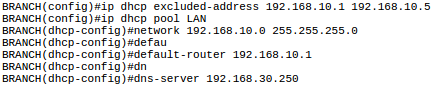 BRANCH(config)#ip dhcp excluded-address 192.168.10.1 192.168.10.5
BRANCH(config)#ip dhcp pool LAN
BRANCH(dhcp-config)#network 192.168.10.0 255.255.255.0
BRANCH(dhcp-config)#defau
BRANCH(dhcp-config)#default-router 192.168.10.1
BRANCH(dhcp-config)#dn
BRANCH(dhcp-config)#dns-server 192.168.30.250